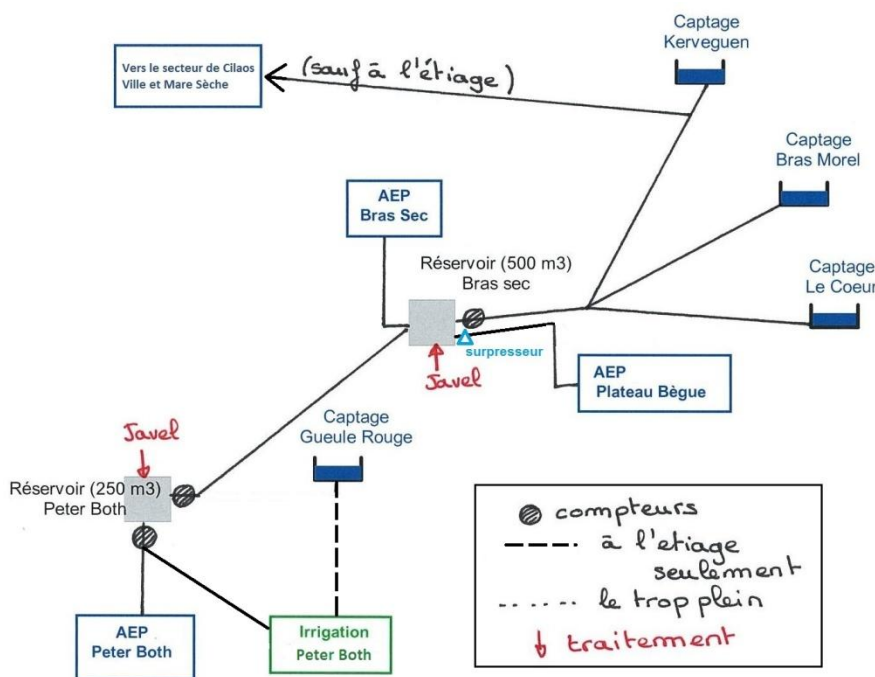 Captage
Kerveguen
Vers le secteur de Cilaos
Ville et Mare Sèche
(sauf à l'étiage)
Captage
Bras Morel
AEP
Bras Sec
Réservoir (500 m3)
Bras sec
Captage
Le Coeur
surpresseur
Javel
AEP
Plateau Bègue
Captage
Gueule Rouge
Javel
Réservoir (250 m3)
Peter Both
compteurs
à l'etiage
seulement
le trop plein
traitement
AEP
Peter Both
Irrigation
Peter Both